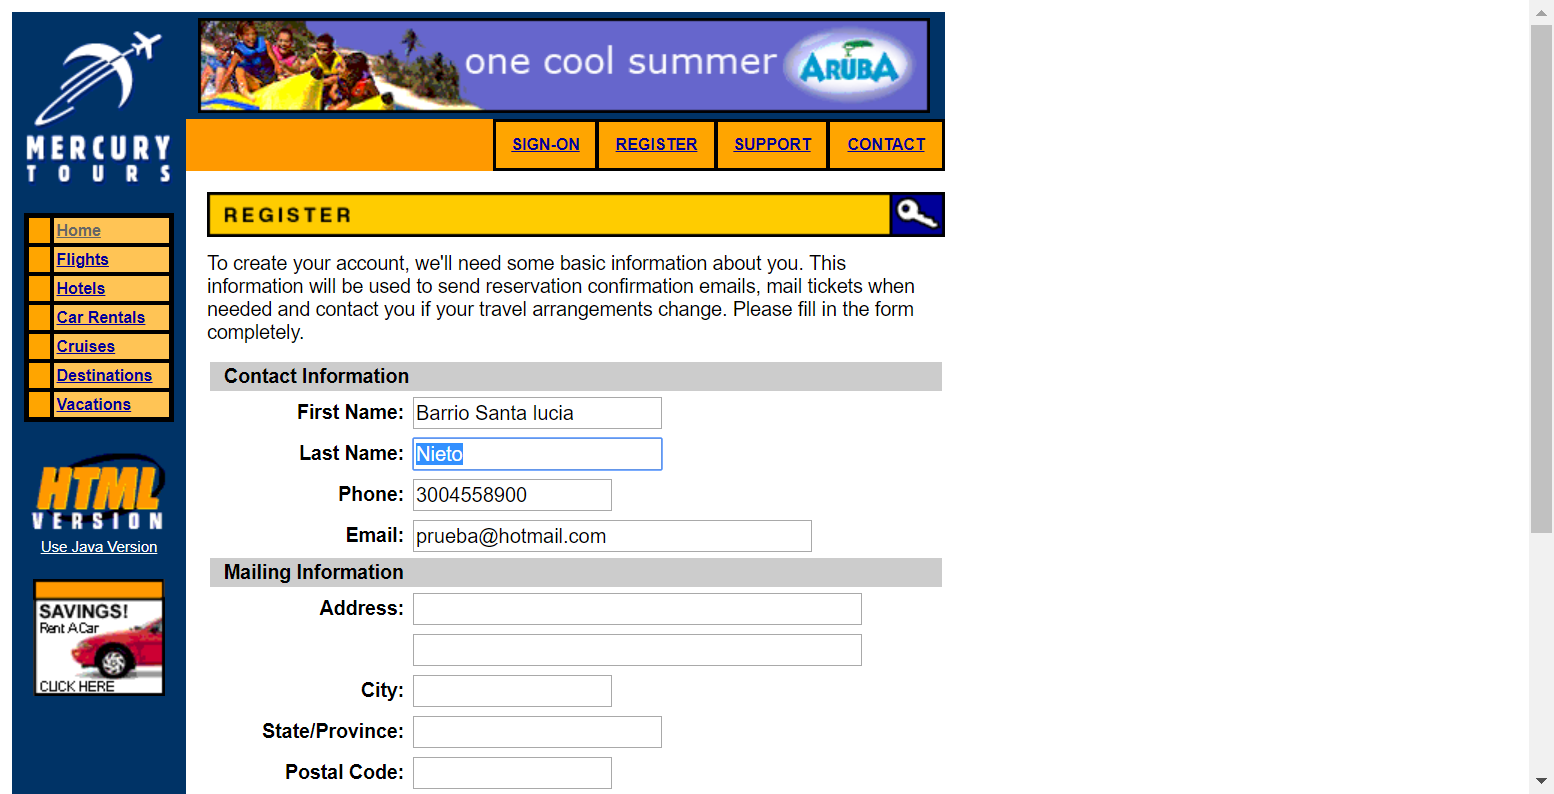 one cool summer ARUBA
MERCURY
TOURS
SIGN-ON REGISTER SUPPORT CONTACT
Home
Flights
Hotels
Car Rentals
Cruises
Destinations
Vacations
HTML
VERSION
Use Java Version
SAVINGS!
Rent A Car
CLICK HERE
REGISTER
To create your account, we'll need some basic information about you. This
information will be used to send reservation confirmation emails, mail tickets when
needed and contact you if your travel arrangements change. Please fill in the form
completely.
Contact Information
First Name: Barrio Santa lucia
Last Name: Nieto
Phone: 3004558900
Email: prueba@hotmail.com
Mailing Information
Address:
City:
State/Province:
Postal Code: